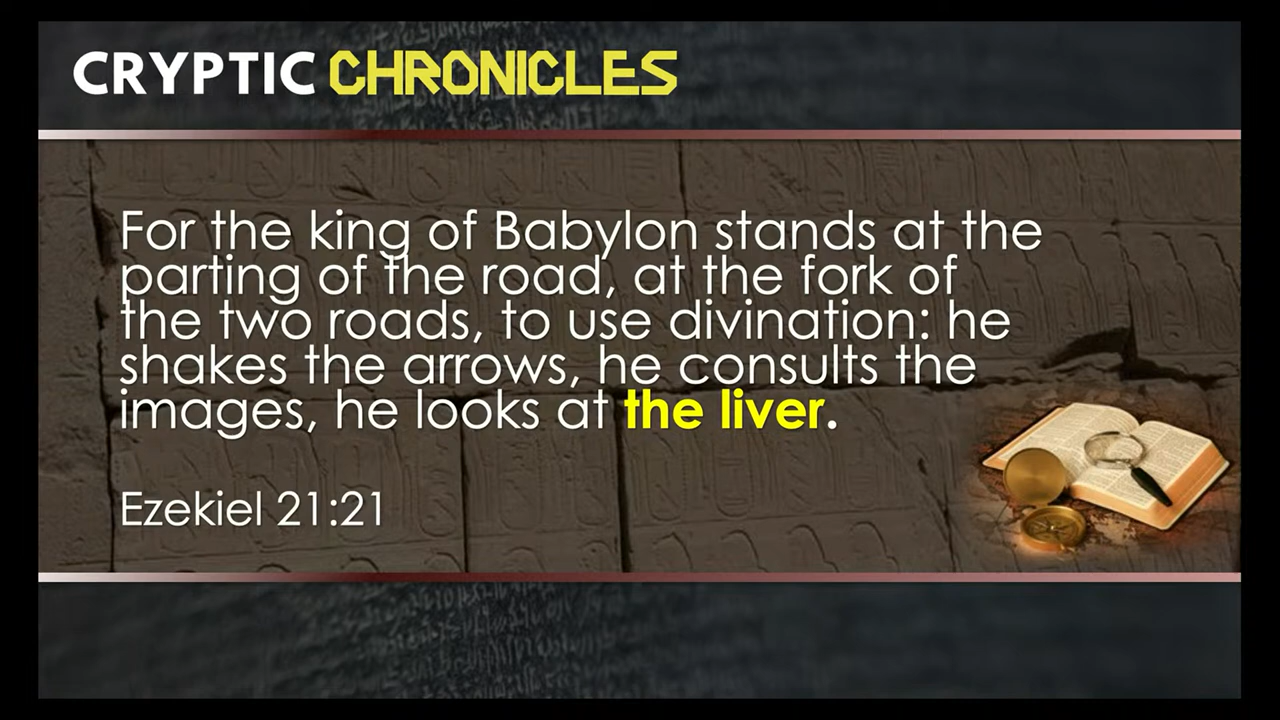 CRYPTIC CHRONICLES
For the king of Babylon stands at the
parting of the road, at the fork of
the two roads, to use divination: he
shakes the arrows, he consults the
images, he looks at the liver.
Ezekiel 21:21